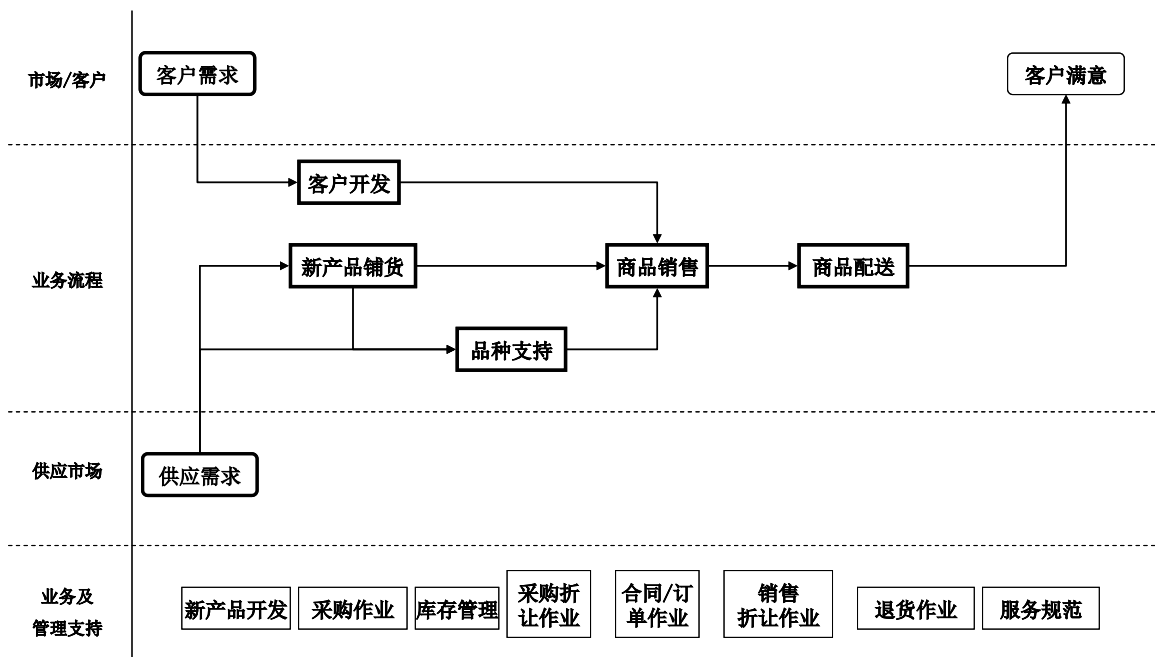 市场/客户
客户需求
客户满意
业务流程
客户开发
新产品铺货
商品销售
商品配送
品种支持
供应市场
供应需求
业务及
管理支持
新产品开发
采购作业
库存管理
采购折
让作业
合同/订
单作业
销售
折让作业
退货作业
服务规范